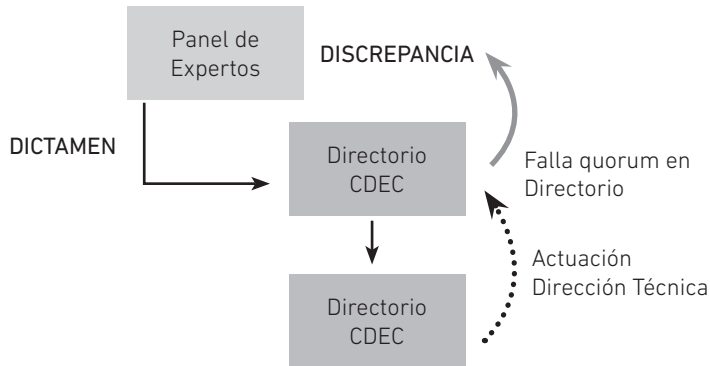 Panel de
Expertos
DISCREPANCIA
DICTAMEN
Directorio
CDEC
Falla quorum en
Directorio
Actuación
Dirección Técnica
Directorio
CDEC